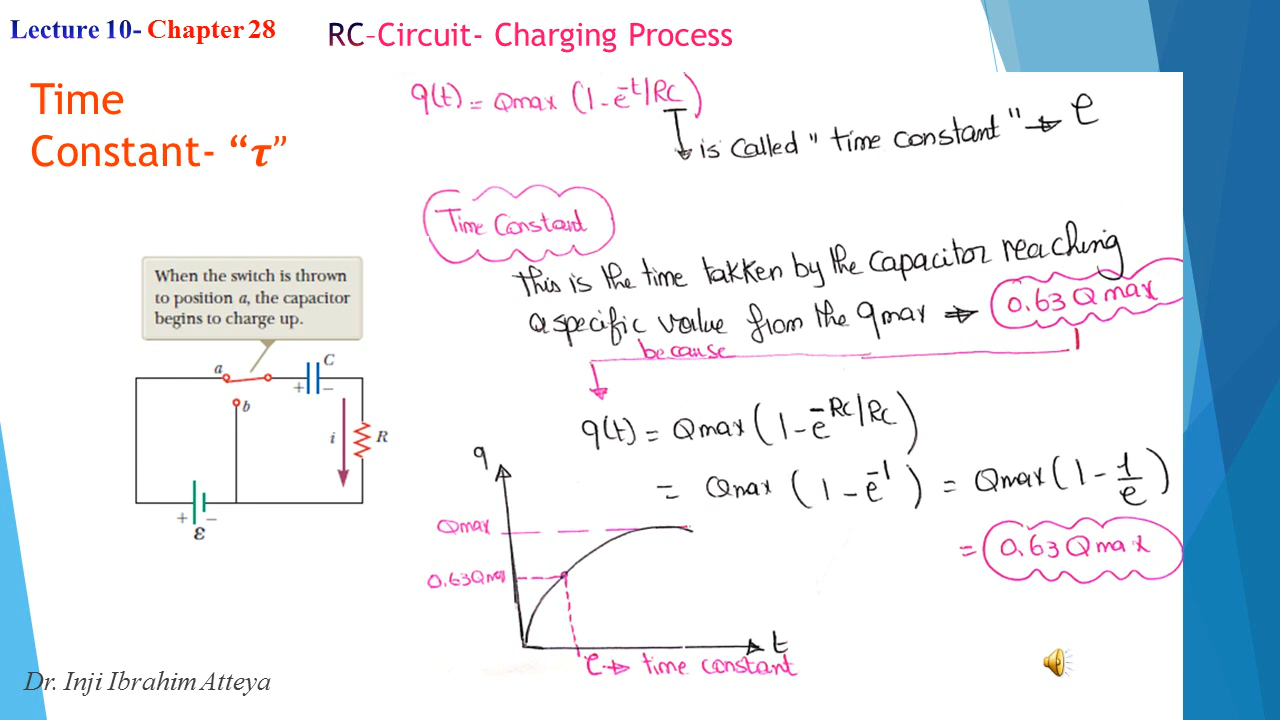 Lecture 10- Chapter 28
RC–Circuit- Charging Process
Time
Constant- “τ”
q(t) = Qmax (1 - e^-t/RC)
is called " time constant " → τ
Time Constant
this is the time takken by the capacitor reaching
a specific value from the qmax ⇒ 0.63 Qmax
because
q(t) = Qmax (1 - e^-RC/RC)
= Qmax (1 - e^-1) = Qmax (1 - 1/e)
= 0.63 Qmax
When the switch is thrown
to position a, the capacitor
begins to charge up.
a
C
+ −
b
i
R
+ −
ε
q
Qmax
0.63Qmax
t
τ → time constant
Dr. Inji Ibrahim Atteya